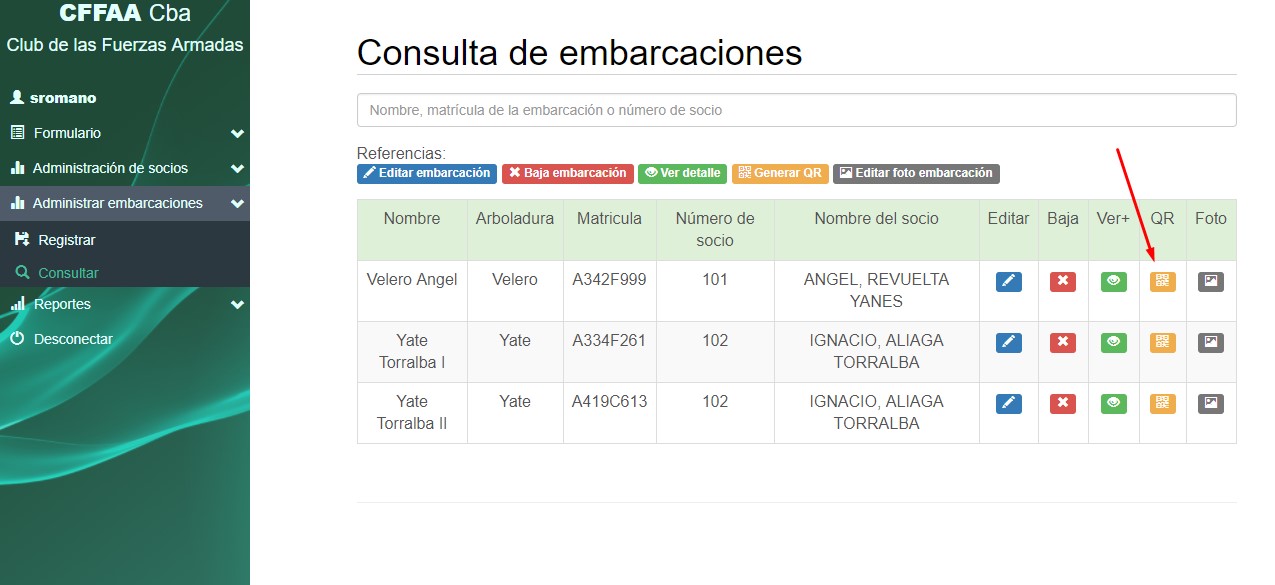 CFFAA Cba
Club de las Fuerzas Armadas
sromano
Formulario
Administración de socios
Administrar embarcaciones
Registrar
Consultar
Reportes
Desconectar
Consulta de embarcaciones
Nombre, matrícula de la embarcación o número de socio
Referencias:
Editar embarcación Baja embarcación Ver detalle Generar QR Editar foto embarcación
Nombre Arboladura Matricula Número de socio Nombre del socio Editar Baja Ver+ QR Foto
Velero Angel Velero A342F999 101 ANGEL, REVUELTA YANES
Yate Torralba I Yate A334F261 102 IGNACIO, ALIAGA TORRALBA
Yate Torralba II Yate A419C613 102 IGNACIO, ALIAGA TORRALBA